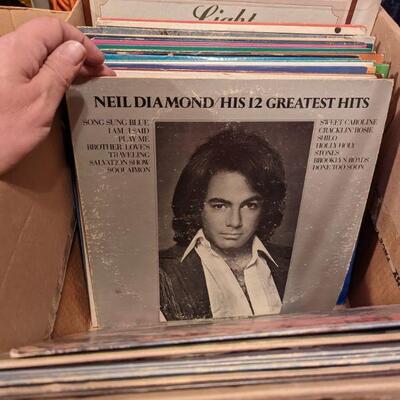 Light
NEIL DIAMOND/HIS 12 GREATEST HITS
SONG SUNG BLUE
I AM...I SAID
PLAY ME
BROTHER LOVE'S
TRAVELING
SALVATION SHOW
SOOLAIMON
SWEET CAROLINE
CRACKLIN' ROSIE
SHILO
HOLLY HOLY
STONES
BROOKLYN ROADS
DONE TOO SOON